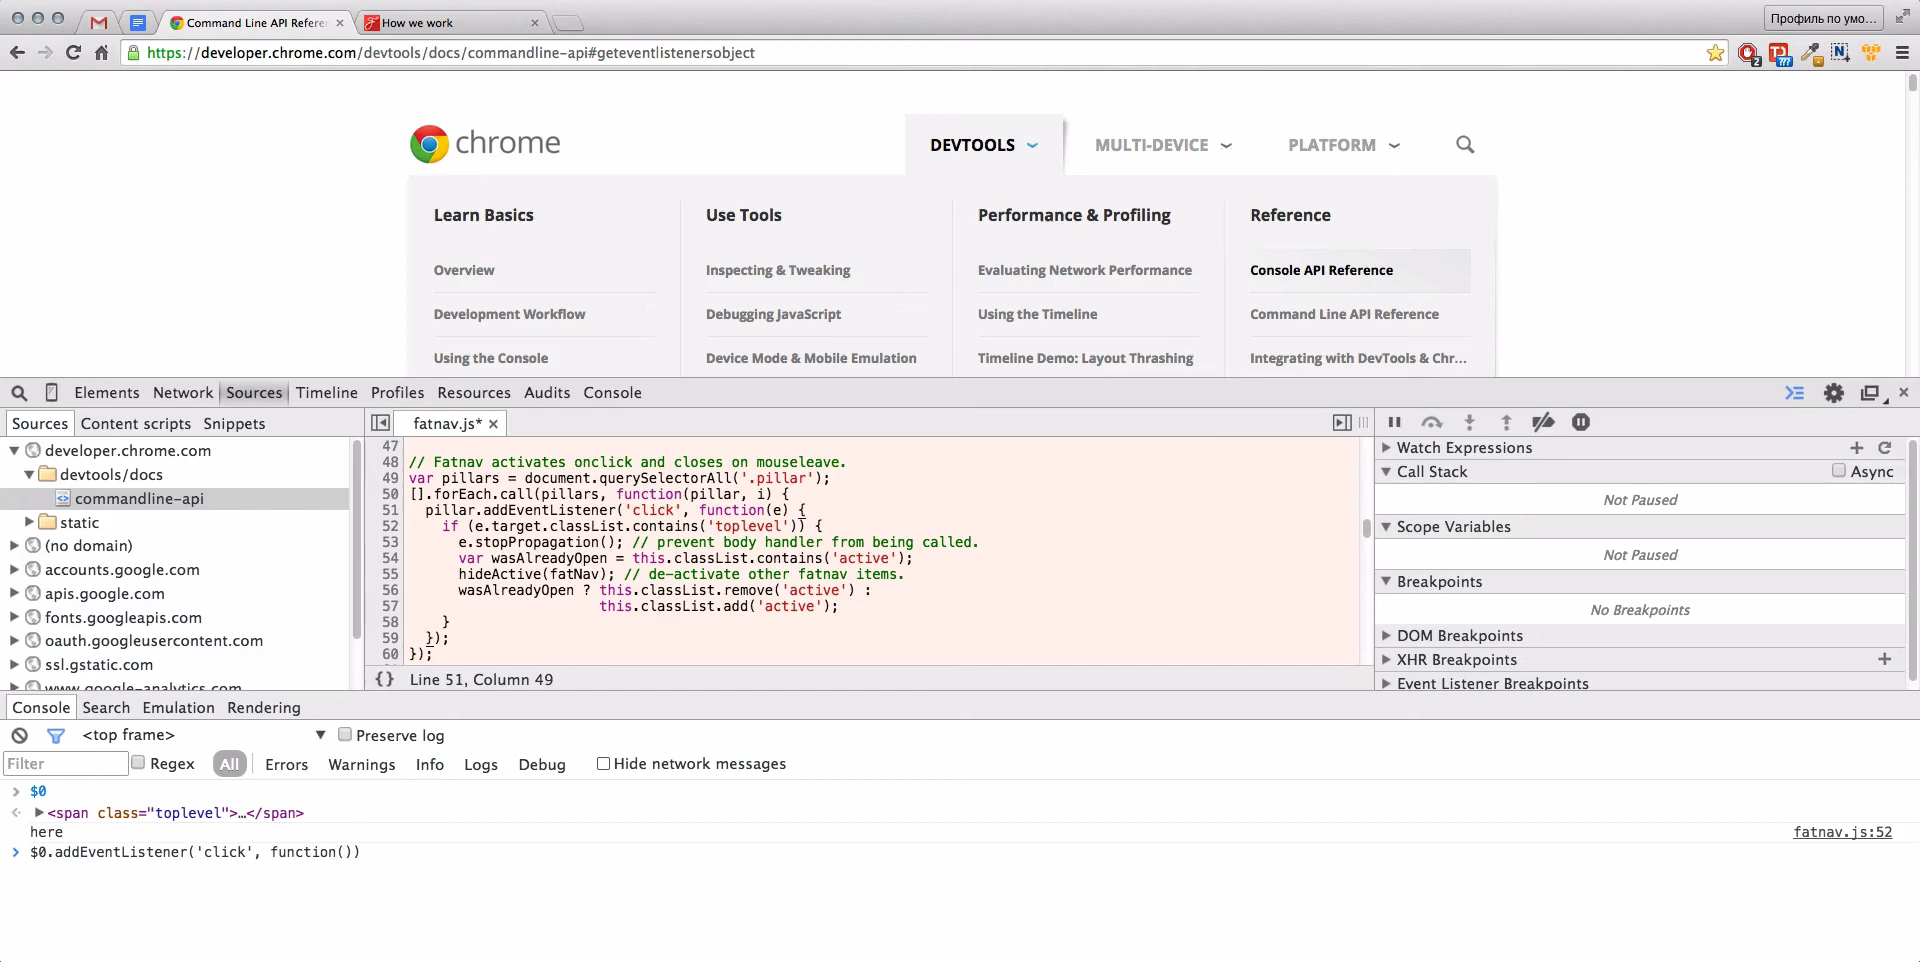 Command Line API Referen
How we work
Профиль по умо...
https://developer.chrome.com/devtools/docs/commandline-api#geteventlistenersobject
chrome
DEVTOOLS
MULTI-DEVICE
PLATFORM
Learn Basics
Use Tools
Performance & Profiling
Reference
Overview
Inspecting & Tweaking
Evaluating Network Performance
Console API Reference
Development Workflow
Debugging JavaScript
Using the Timeline
Command Line API Reference
Using the Console
Device Mode & Mobile Emulation
Timeline Demo: Layout Thrashing
Integrating with DevTools & Chr...
Elements Network Sources Timeline Profiles Resources Audits Console
Sources Content scripts Snippets
fatnav.js*
developer.chrome.com
devtools/docs
commandline-api
static
(no domain)
accounts.google.com
apis.google.com
fonts.googleapis.com
oauth.googleusercontent.com
ssl.gstatic.com
www.google-analytics.com
47
48 // Fatnav activates onclick and closes on mouseleave.
49 var pillars = document.querySelectorAll('.pillar');
50 [].forEach.call(pillars, function(pillar, i) {
51 pillar.addEventListener('click', function(e) {
52 if (e.target.classList.contains('toplevel')) {
53 e.stopPropagation(); // prevent body handler from being called.
54 var wasAlreadyOpen = this.classList.contains('active');
55 hideActive(fatNav); // de-activate other fatnav items.
56 wasAlreadyOpen ? this.classList.remove('active') :
57 this.classList.add('active');
58 }
59 });
60 });
{} Line 51, Column 49
Watch Expressions
Call Stack
Async
Not Paused
Scope Variables
Not Paused
Breakpoints
No Breakpoints
DOM Breakpoints
XHR Breakpoints
Event Listener Breakpoints
Console Search Emulation Rendering
<top frame>
Preserve log
Filter
Regex
All
Errors Warnings Info Logs Debug
Hide network messages
$0
<span class="toplevel">…</span>
here
fatnav.js:52
$0.addEventListener('click', function())